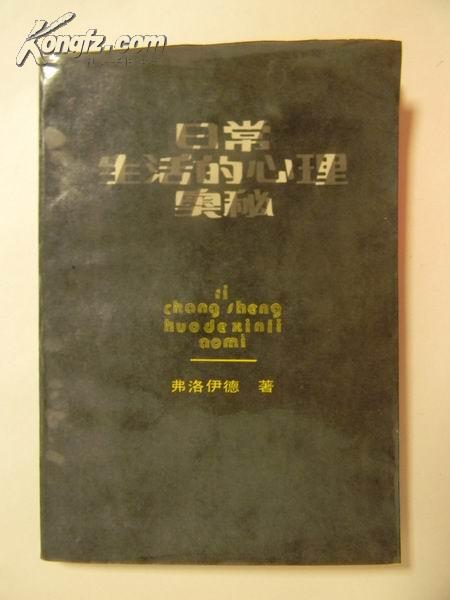 Kongfz.com
日常
生活的心理
奥秘
ri
chang sheng
huo de xin li
ao mi
弗洛伊德 著